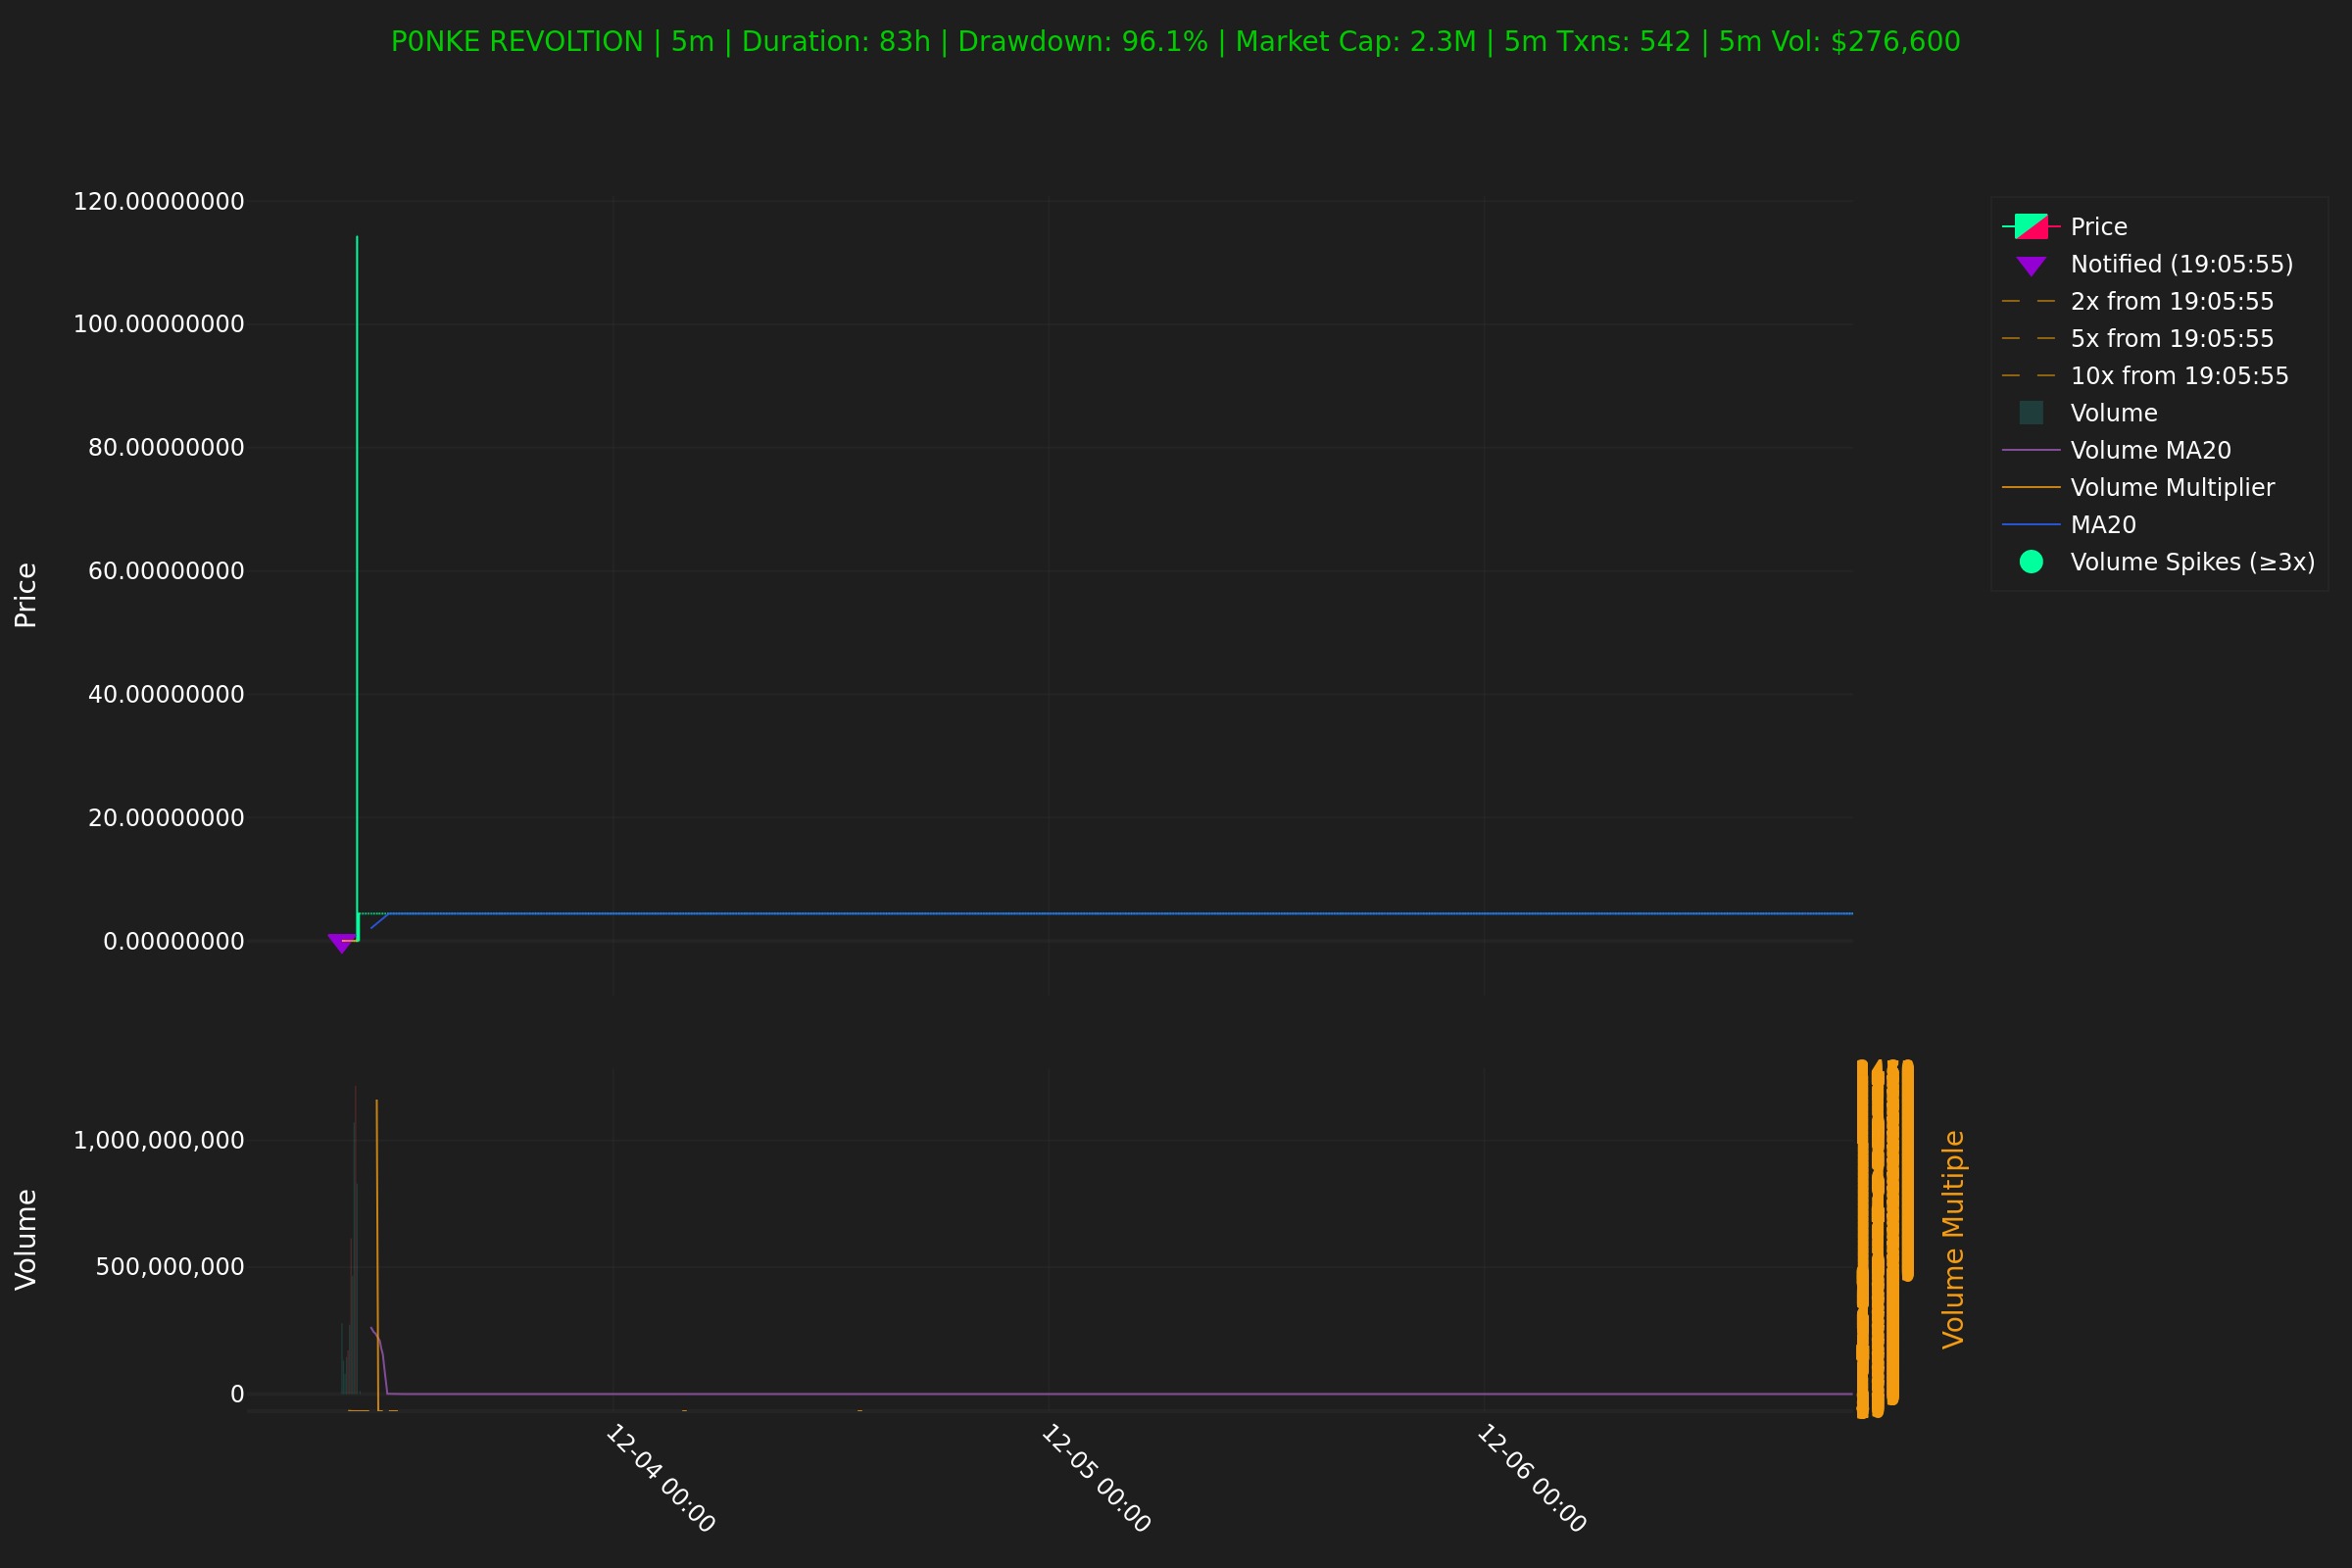 P0NKE REVOLTION | 5m | Duration: 83h | Drawdown: 96.1% | Market Cap: 2.3M | 5m Txns: 542 | 5m Vol: $276,600
120.00000000
100.00000000
80.00000000
60.00000000
40.00000000
20.00000000
0.00000000
Price
Price
Notified (19:05:55)
2x from 19:05:55
5x from 19:05:55
10x from 19:05:55
Volume
Volume MA20
Volume Multiplier
MA20
Volume Spikes (≥3x)
1,000,000,000
500,000,000
0
Volume
Volume Multiple
12-04 00:00
12-05 00:00
12-06 00:00